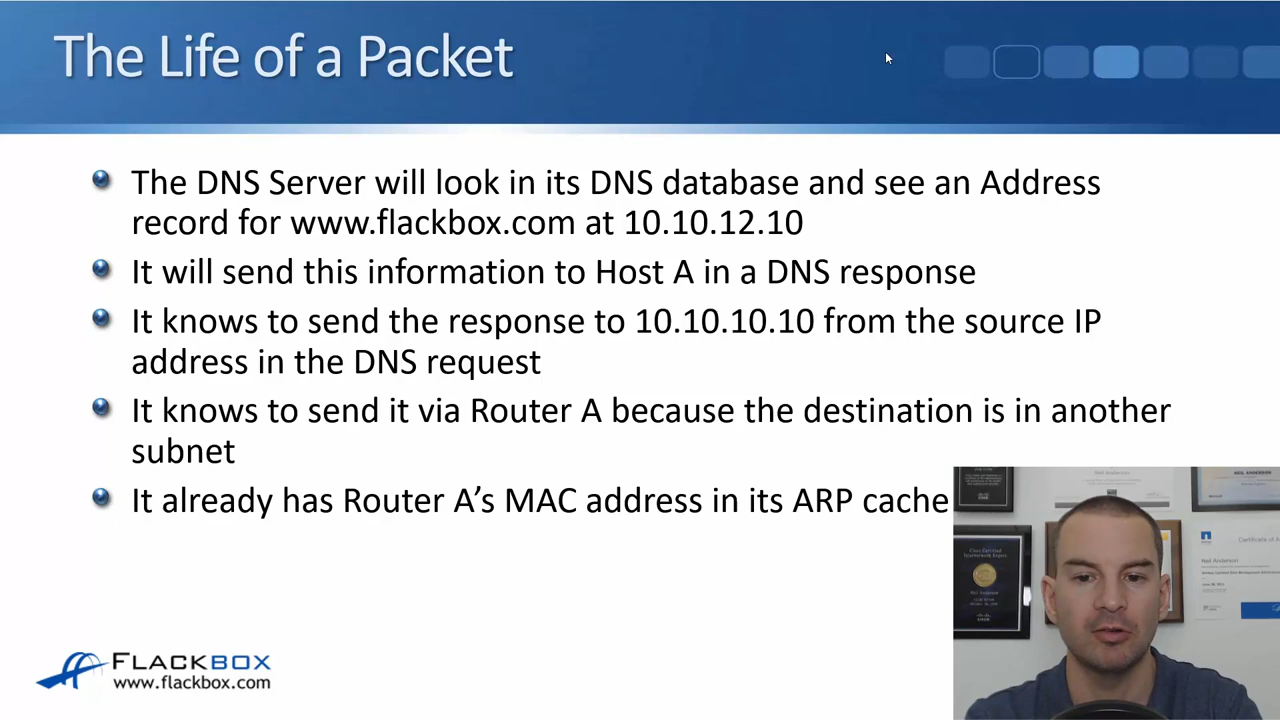 The Life of a Packet
The DNS Server will look in its DNS database and see an Address
record for www.flackbox.com at 10.10.12.10
It will send this information to Host A in a DNS response
It knows to send the response to 10.10.10.10 from the source IP
address in the DNS request
It knows to send it via Router A because the destination is in another
subnet
It already has Router A’s MAC address in its ARP cache
FLACKBOX
www.flackbox.com
Neil Anderson